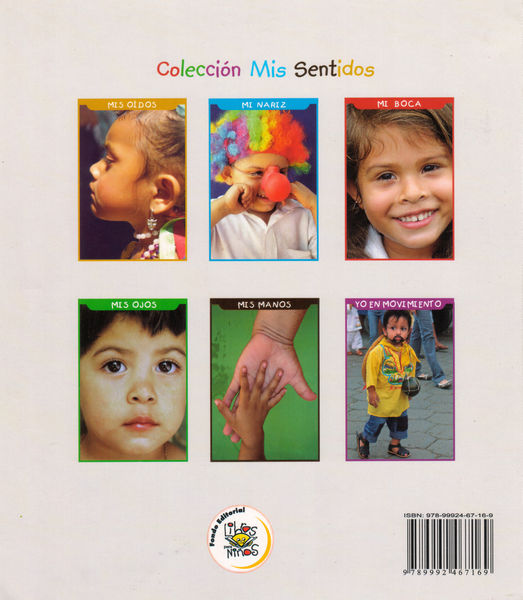 Colección Mis Sentidos
MIS OÍDOS
MI NARIZ
MI BOCA
MIS OJOS
MIS MANOS
YO EN MOVIMIENTO
Fondo Editorial
Libros
para
Niños
ISBN: 978-99924-67-16-9
9 789992 467169